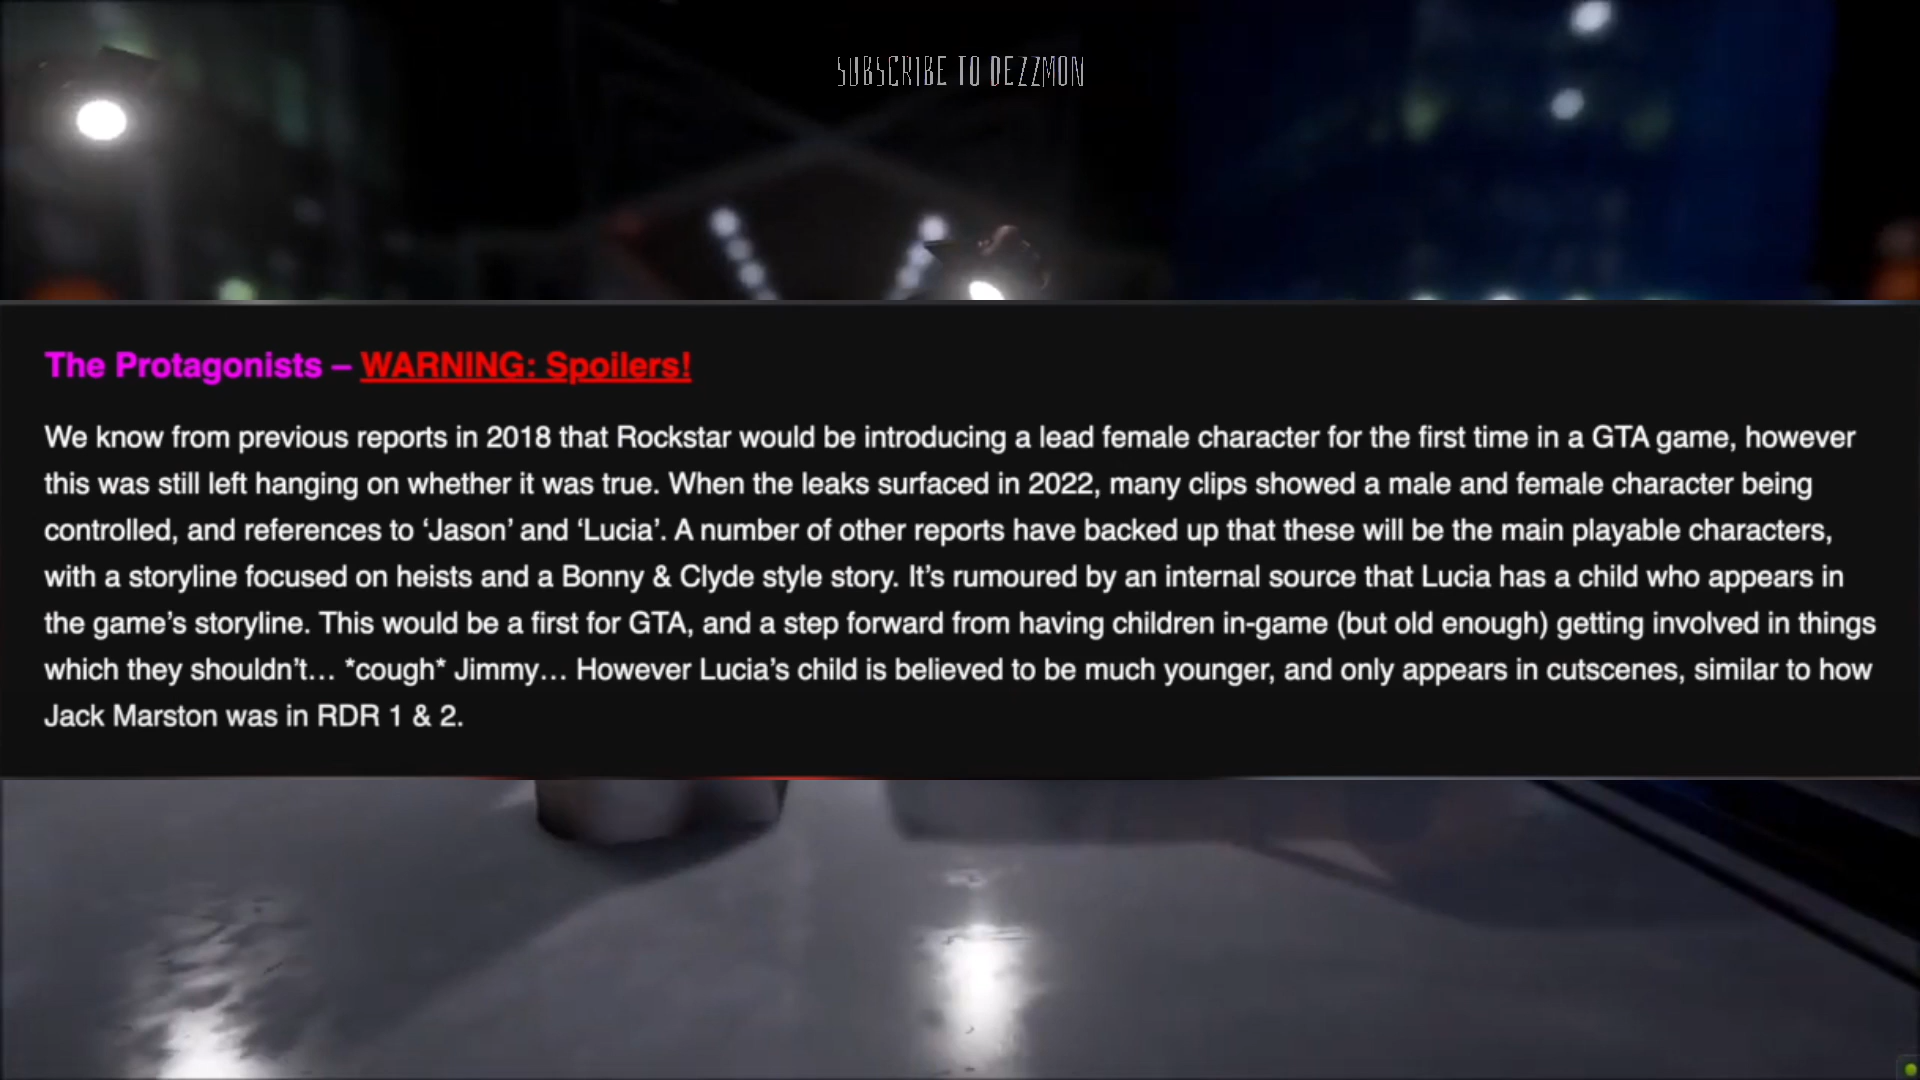 SUBSCRIBE TO DEZZMON
The Protagonists – WARNING: Spoilers!
We know from previous reports in 2018 that Rockstar would be introducing a lead female character for the first time in a GTA game, however
this was still left hanging on whether it was true. When the leaks surfaced in 2022, many clips showed a male and female character being
controlled, and references to ‘Jason’ and ‘Lucia’. A number of other reports have backed up that these will be the main playable characters,
with a storyline focused on heists and a Bonny & Clyde style story. It’s rumoured by an internal source that Lucia has a child who appears in
the game’s storyline. This would be a first for GTA, and a step forward from having children in-game (but old enough) getting involved in things
which they shouldn’t… *cough* Jimmy… However Lucia’s child is believed to be much younger, and only appears in cutscenes, similar to how
Jack Marston was in RDR 1 & 2.